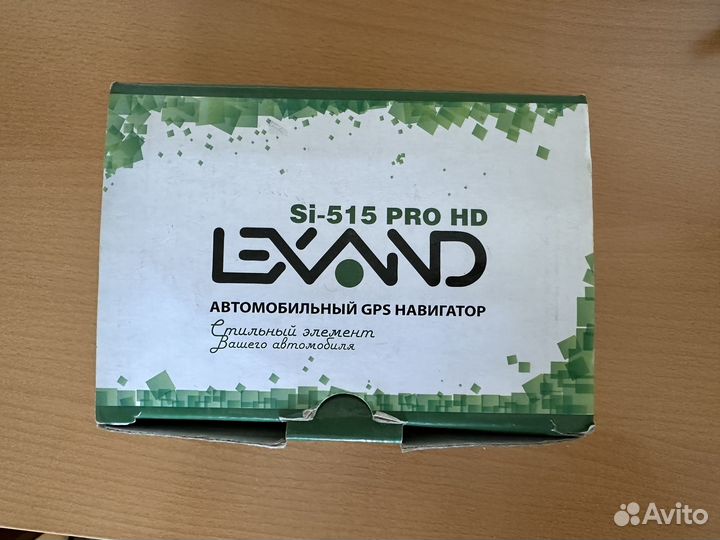 Si-515 PRO HD
LEXAND
АВТОМОБИЛЬНЫЙ GPS НАВИГАТОР
Стильный элемент
Вашего автомобиля
Avito